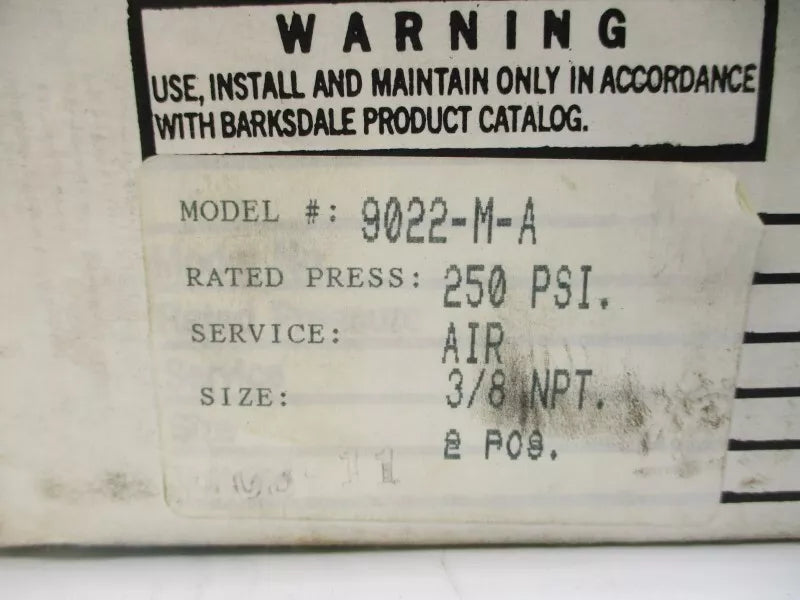 WARNING
USE, INSTALL AND MAINTAIN ONLY IN ACCORDANCE
WITH BARKSDALE PRODUCT CATALOG.
MODEL #: 9022-M-A
RATED PRESS: 250 PSI.
SERVICE: AIR
SIZE: 3/8 NPT.
2 POS.
11